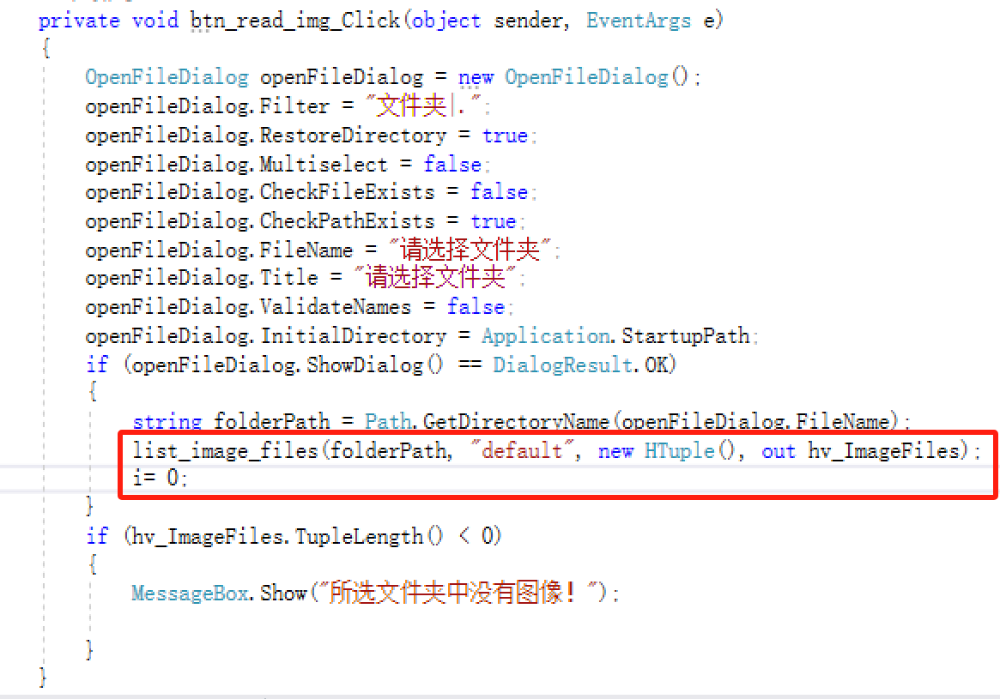 private void btn_read_img_Click(object sender, EventArgs e)
{
OpenFileDialog openFileDialog = new OpenFileDialog();
openFileDialog.Filter = "文件夹|.";
openFileDialog.RestoreDirectory = true;
openFileDialog.Multiselect = false;
openFileDialog.CheckFileExists = false;
openFileDialog.CheckPathExists = true;
openFileDialog.FileName = "请选择文件夹";
openFileDialog.Title = "请选择文件夹";
openFileDialog.ValidateNames = false;
openFileDialog.InitialDirectory = Application.StartupPath;
if (openFileDialog.ShowDialog() == DialogResult.OK)
{
string folderPath = Path.GetDirectoryName(openFileDialog.FileName);
list_image_files(folderPath, "default", new HTuple(), out hv_ImageFiles);
i= 0;
}
if (hv_ImageFiles.TupleLength() < 0)
{
MessageBox.Show("所选文件夹中没有图像！");
}
}